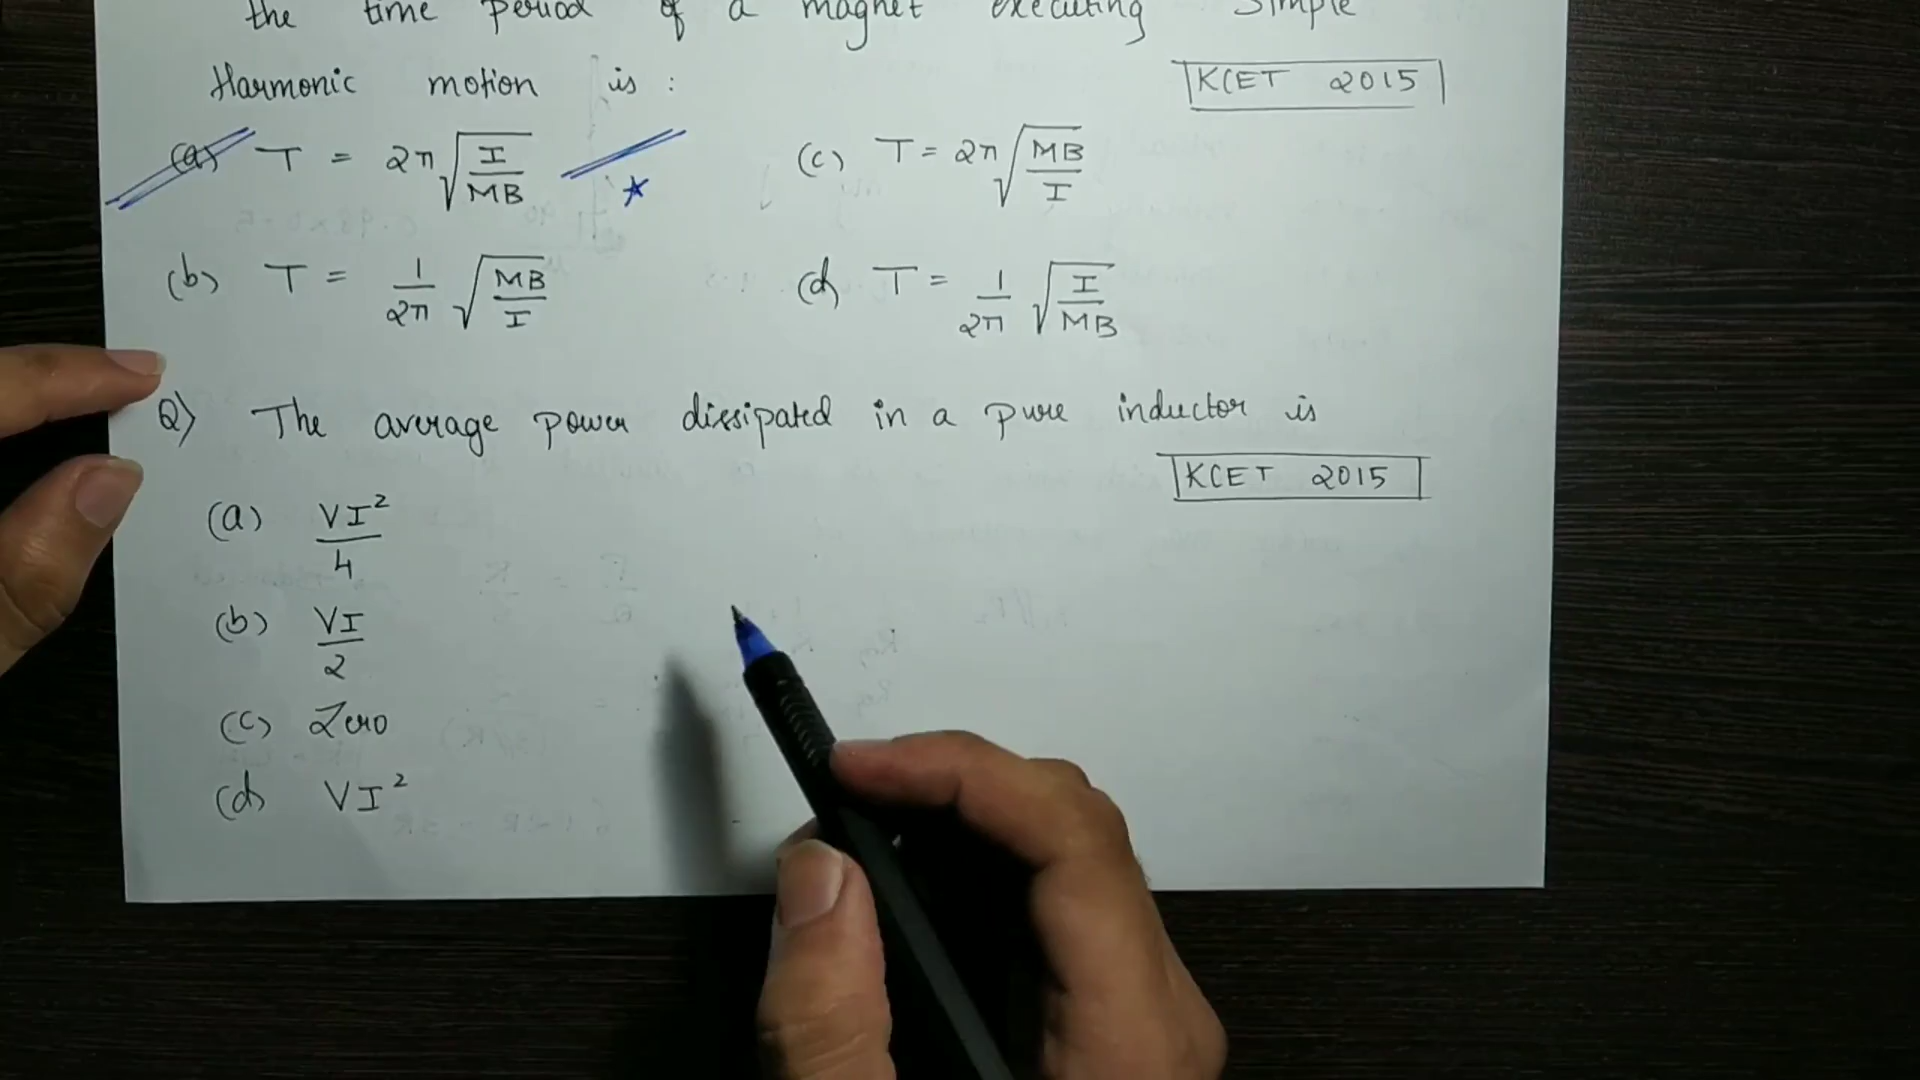 the time period of a magnet executing Simple
Harmonic motion is :
KCET 2015
(a) T = 2π√(I/MB)
(c) T = 2π√(MB/I)
(b) T = 1/2π √(MB/I)
(d) T = 1/2π √(I/MB)
Q) The average power dissipated in a pure inductor is
KCET 2015
(a) VI²/4
(b) VI/2
(c) Zero
(d) VI²